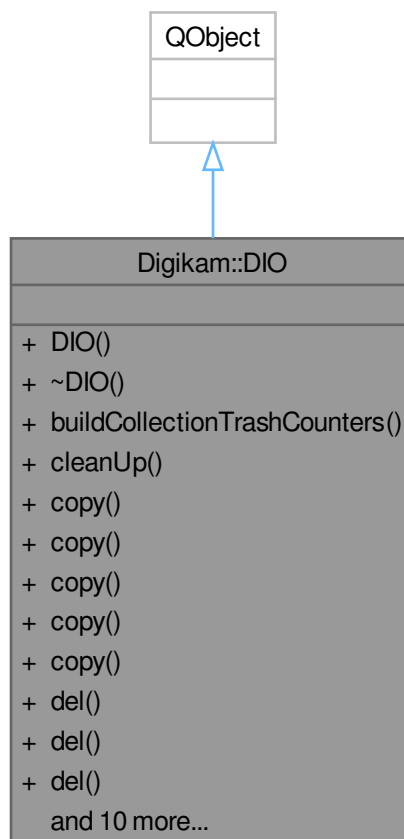 QObject
Digikam::DIO
+ DIO()
+ ~DIO()
+ buildCollectionTrashCounters()
+ cleanUp()
+ copy()
+ copy()
+ copy()
+ copy()
+ copy()
+ del()
+ del()
+ del()
and 10 more...